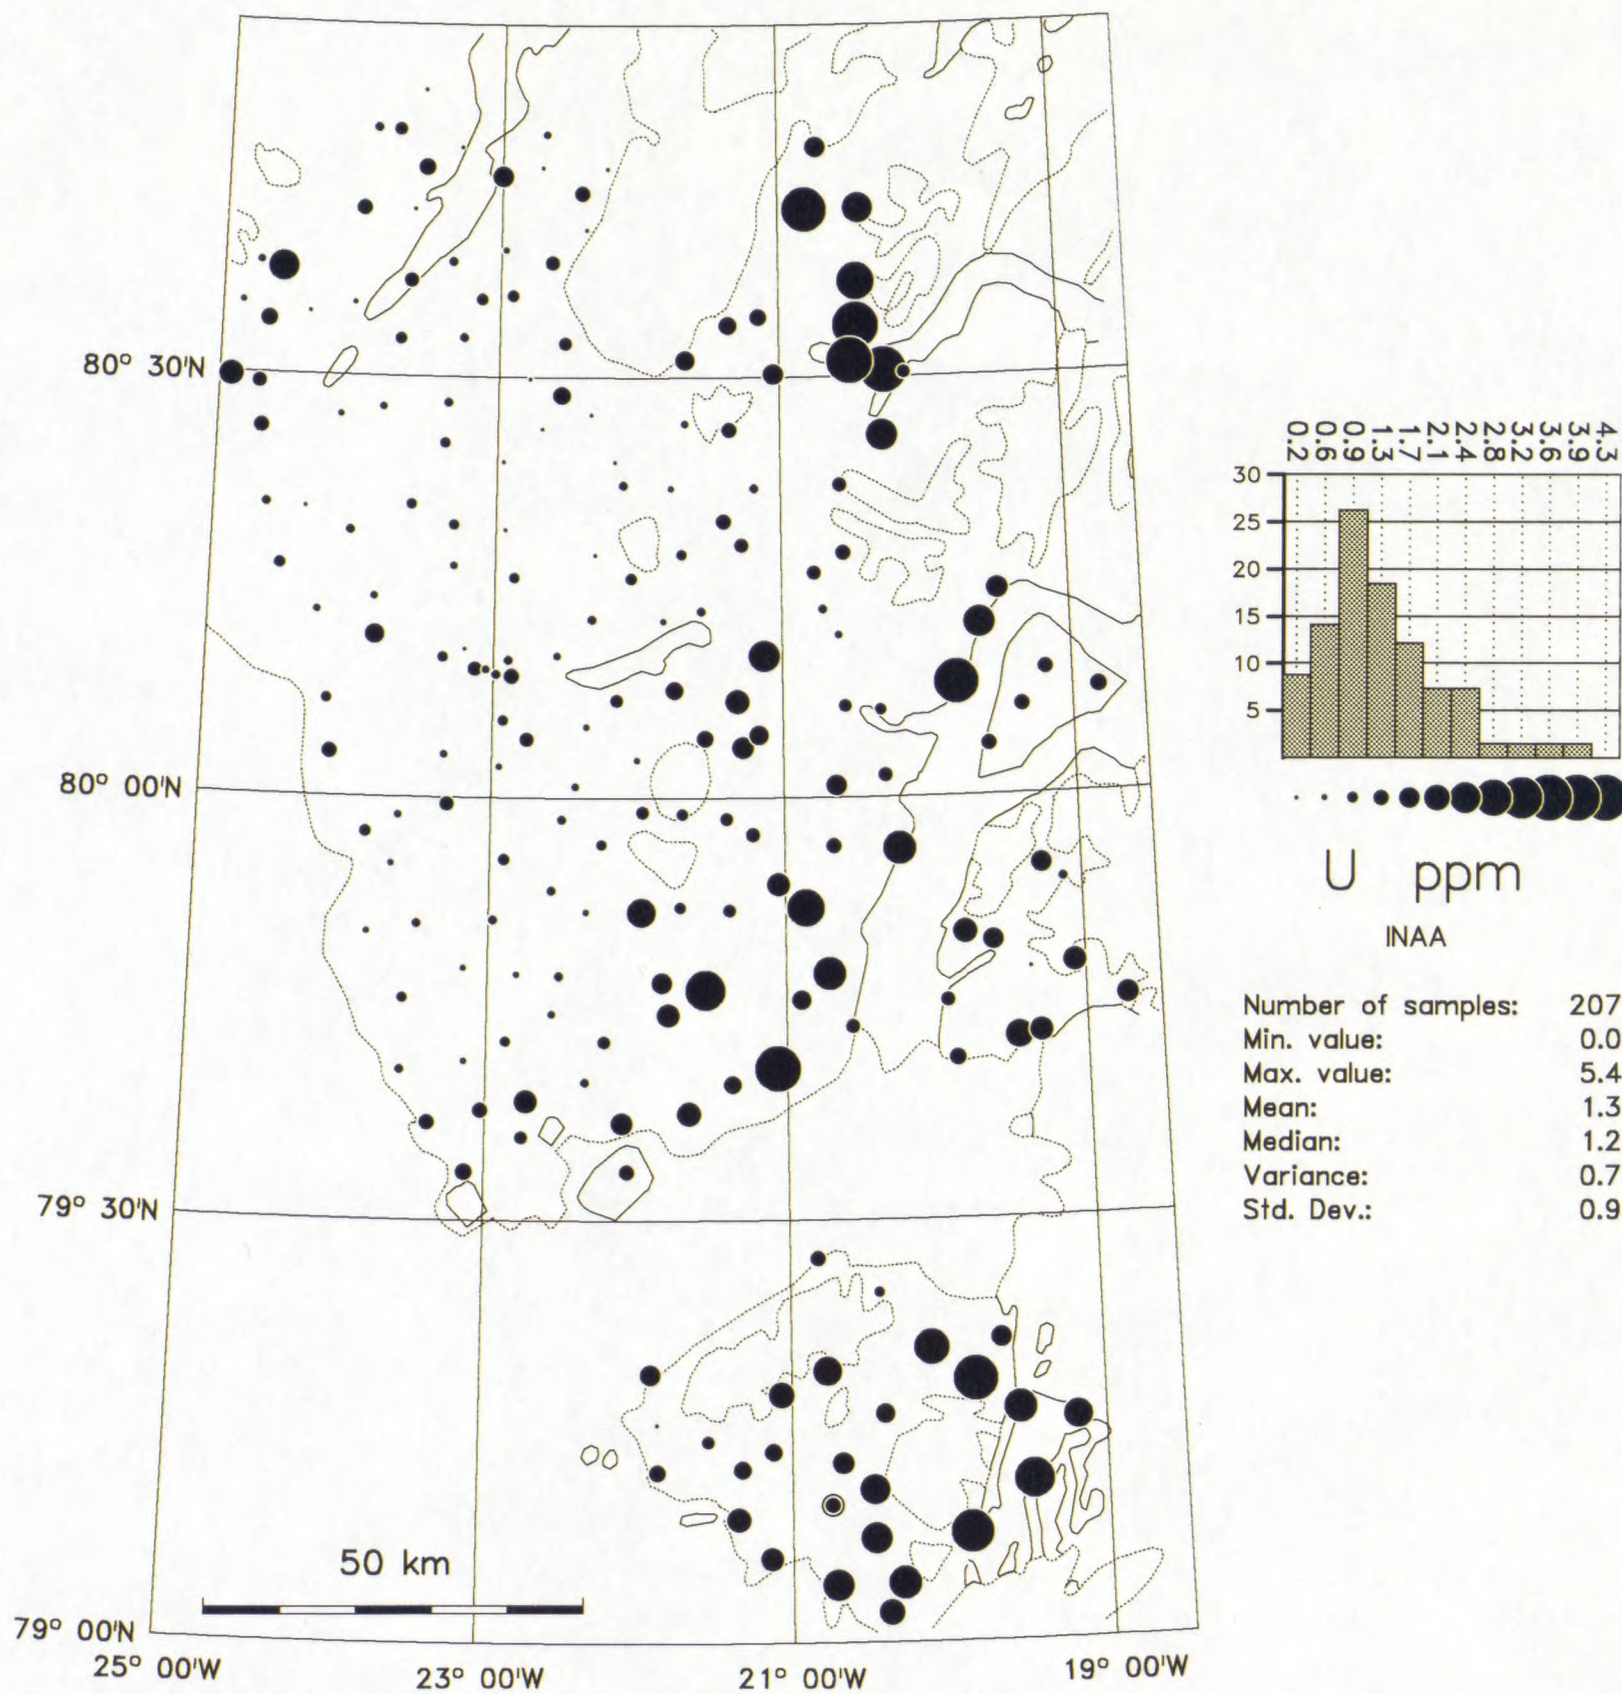 80° 30'N
80° 00'N
79° 30'N
79° 00'N
25° 00'W
23° 00'W
21° 00'W
19° 00'W
50 km
0.2
0.6
0.9
1.3
1.7
2.1
2.4
2.8
3.2
3.6
3.9
4.3
30
25
20
15
10
5
U ppm
INAA
Number of samples: 207
Min. value: 0.0
Max. value: 5.4
Mean: 1.3
Median: 1.2
Variance: 0.7
Std. Dev.: 0.9